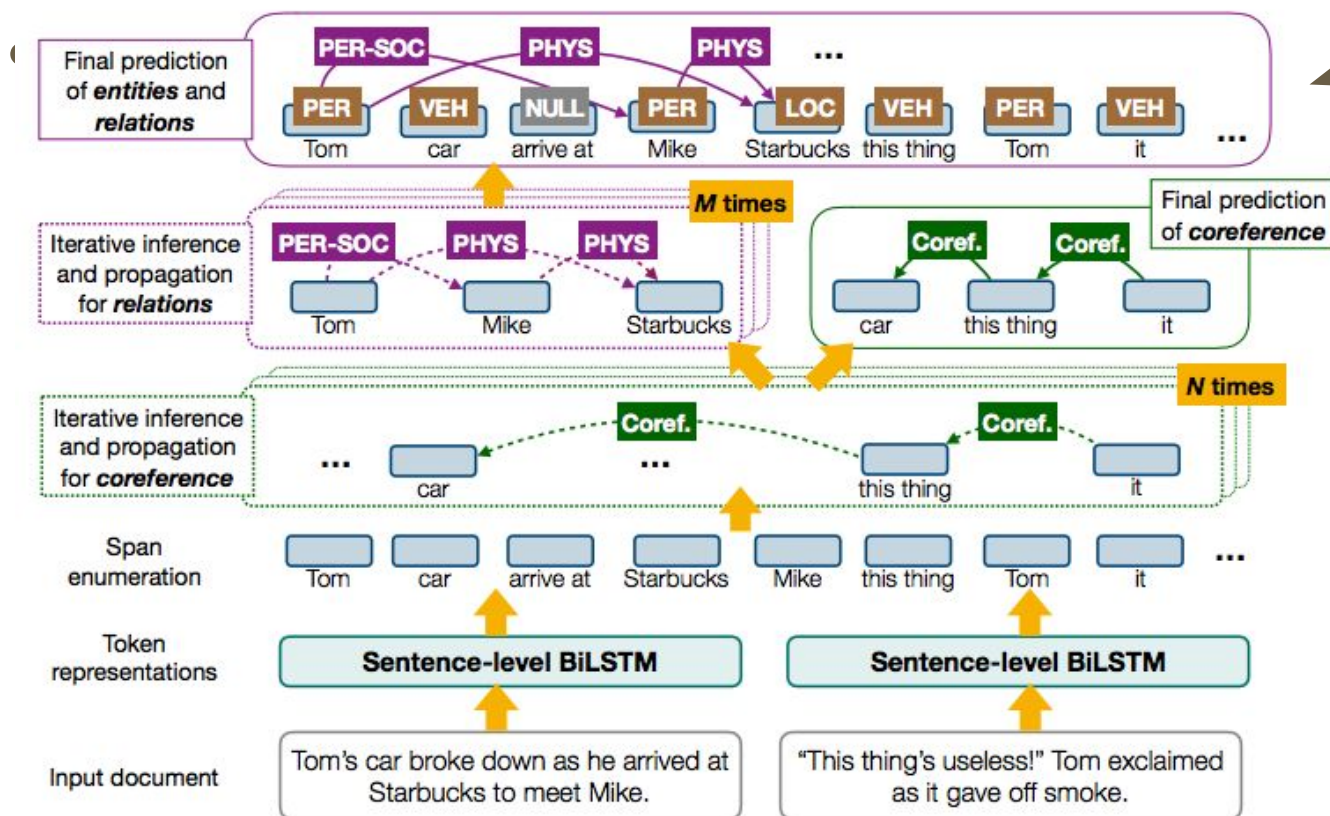 Final prediction
of entities and
relations
PER-SOC PHYS PHYS ...
PER VEH NULL PER LOC VEH PER VEH
Tom car arrive at Mike Starbucks this thing Tom it ...
M times
Iterative inference
and propagation
for relations
PER-SOC PHYS PHYS
Tom Mike Starbucks
Final prediction
of coreference
Coref. Coref.
car this thing it
N times
Iterative inference
and propagation
for coreference
Coref. Coref.
... ...
car this thing it
Span
enumeration
...
Tom car arrive at Starbucks Mike this thing Tom it
Token
representations
Sentence-level BiLSTM Sentence-level BiLSTM
Input document
Tom's car broke down as he arrived at
Starbucks to meet Mike.
“This thing's useless!” Tom exclaimed
as it gave off smoke.